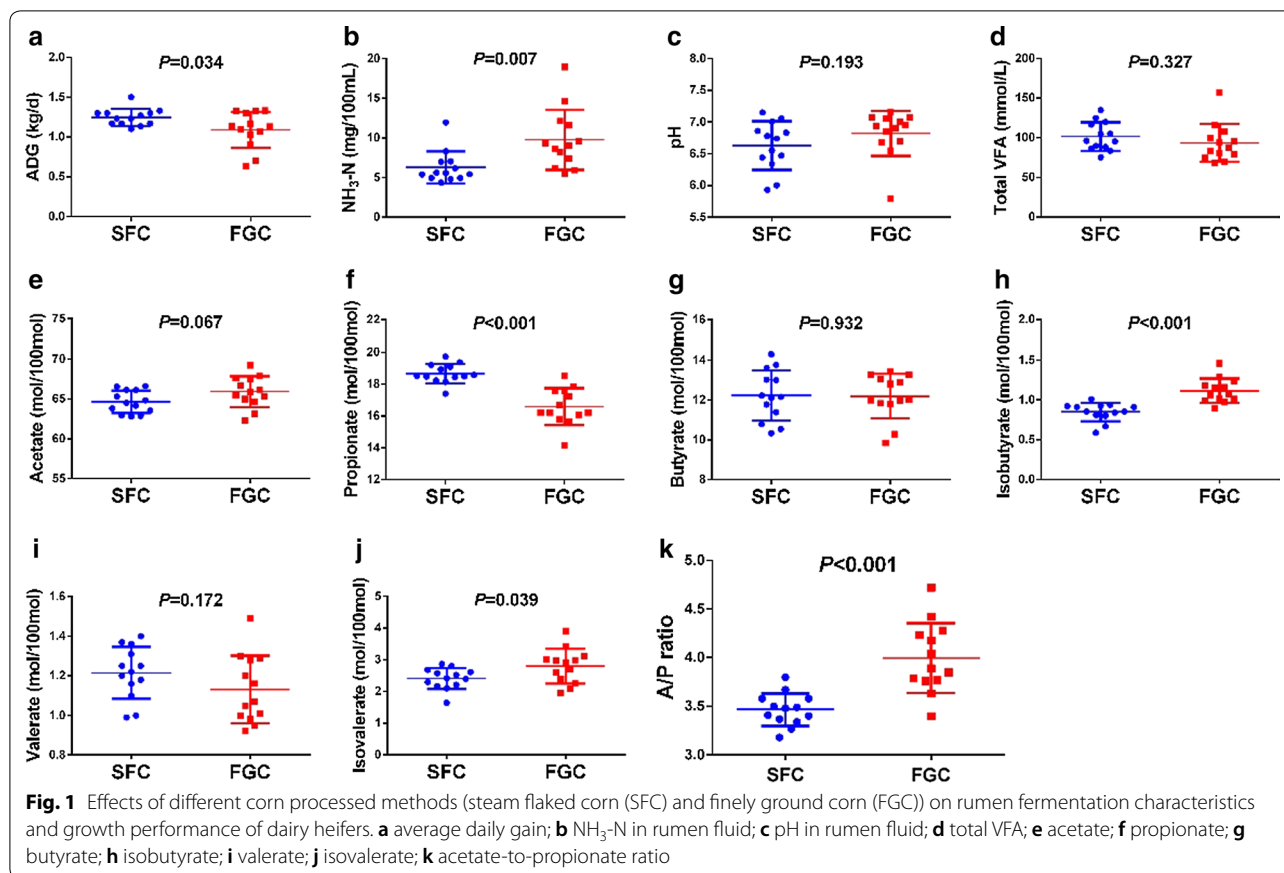 a
b
c
d
P=0.034
P=0.007
P=0.193
P=0.327
ADG (kg/d)
2.0
1.5
1.0
0.5
0.0
SFC
FGC
NH₃-N (mg/100mL)
20
15
10
5
0
SFC
FGC
pH
7.5
7.0
6.5
6.0
5.5
SFC
FGC
Total VFA (mmol/L)
200
150
100
50
0
SFC
FGC
e
f
g
h
P=0.067
P<0.001
P=0.932
P<0.001
Acetate (mol/100mol)
75
70
65
60
55
SFC
FGC
Propionate (mol/100mol)
22
20
18
16
14
12
SFC
FGC
Butyrate (mol/100mol)
16
14
12
10
8
SFC
FGC
Isobutyrate (mol/100mol)
2.0
1.5
1.0
0.5
0.0
SFC
FGC
i
j
k
P=0.172
P=0.039
P<0.001
Valerate (mol/100mol)
1.6
1.4
1.2
1.0
0.8
SFC
FGC
Isovalerate (mol/100mol)
5
4
3
2
1
0
SFC
FGC
A/P ratio
5.0
4.5
4.0
3.5
3.0
SFC
FGC
Fig. 1 Effects of different corn processed methods (steam flaked corn (SFC) and finely ground corn (FGC)) on rumen fermentation characteristics
and growth performance of dairy heifers. a average daily gain; b NH₃-N in rumen fluid; c pH in rumen fluid; d total VFA; e acetate; f propionate; g
butyrate; h isobutyrate; i valerate; j isovalerate; k acetate-to-propionate ratio